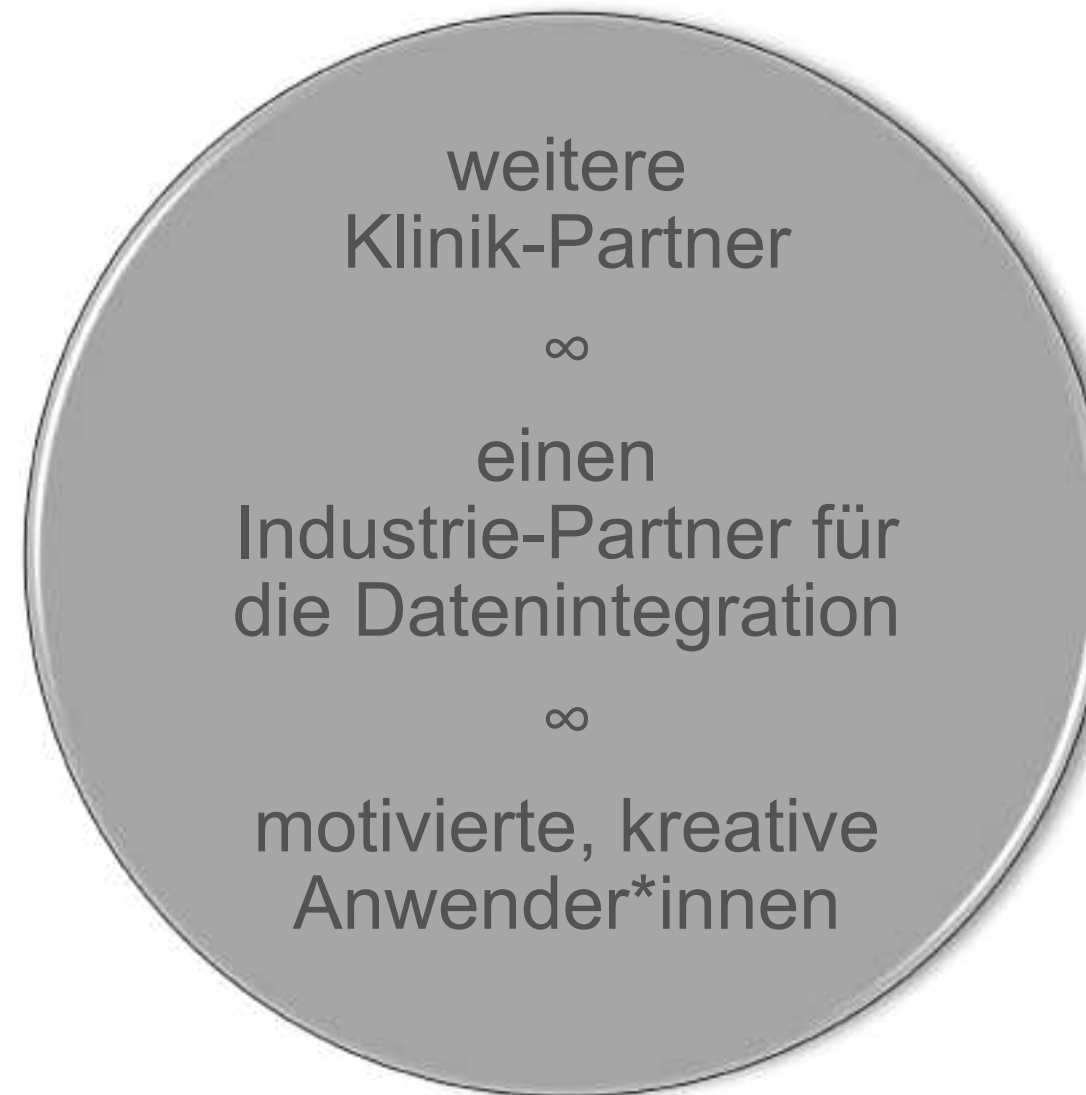 weitere
Klinik-Partner
∞
einen
Industrie-Partner für
die Datenintegration
∞
motivierte, kreative
Anwender*innen